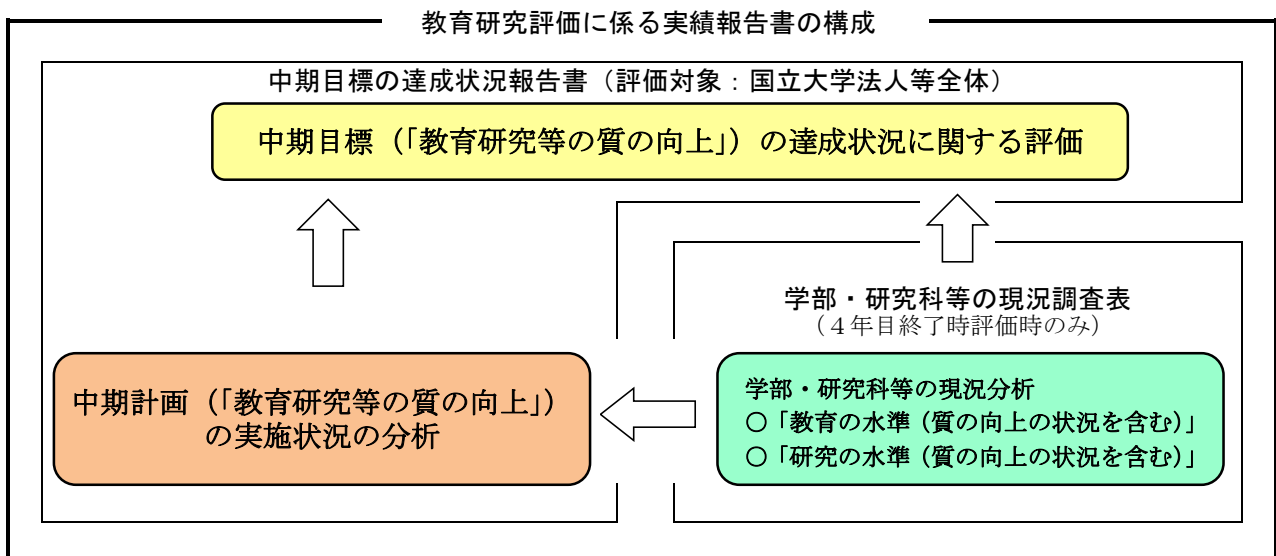 教育研究評価に係る実績報告書の構成
中期目標の達成状況報告書（評価対象：国立大学法人等全体）
中期目標（「教育研究等の質の向上」）の達成状況に関する評価
学部・研究科等の現況調査表
（４年目終了時評価時のみ）
中期計画（「教育研究等の質の向上」）
の実施状況の分析
学部・研究科等の現況分析
○「教育の水準（質の向上の状況を含む）」
○「研究の水準（質の向上の状況を含む）」